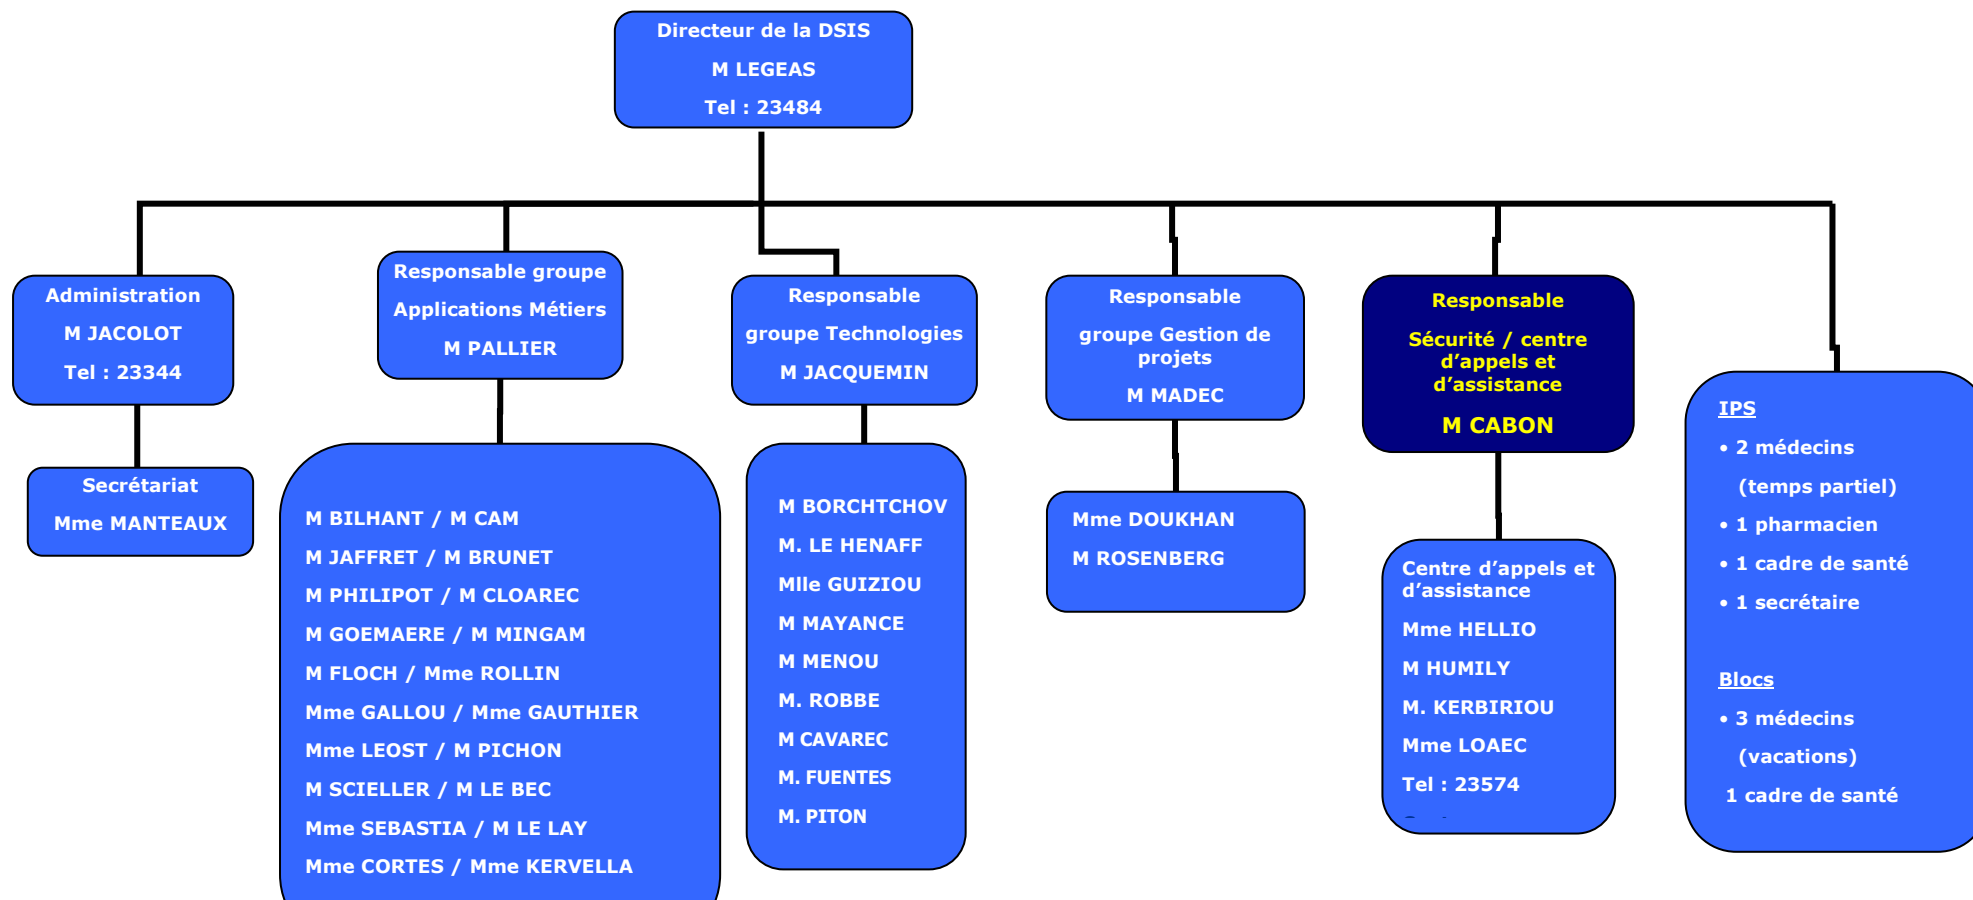 Directeur de la DSIS
M LEGEAS
Tel : 23484
Administration
M JACOLOT
Tel : 23344
Secrétariat
Mme MANTEAUX
Responsable groupe
Applications Métiers
M PALLIER
M BILHANT / M CAM
M JAFFRET / M BRUNET
M PHILIPOT / M CLOAREC
M GOEMAERE / M MINGAM
M FLOCH / Mme ROLLIN
Mme GALLOU / Mme GAUTHIER
Mme LEOST / M PICHON
M SCIELLER / M LE BEC
Mme SEBASTIA / M LE LAY
Mme CORTES / Mme KERVELLA
Responsable
groupe Technologies
M JACQUEMIN
M BORCHTCHOV
M. LE HENAFF
Mlle GUIZIOU
M MAYANCE
M MENOU
M. ROBBE
M CAVAREC
M. FUENTES
M. PITON
Responsable
groupe Gestion de
projets
M MADEC
Mme DOUKHAN
M ROSENBERG
Responsable
Sécurité / centre
d’appels et
d’assistance
M CABON
Centre d’appels et
d’assistance
Mme HELLIO
M HUMILY
M. KERBIRIOU
Mme LOAEC
Tel : 23574
IPS
• 2 médecins
(temps partiel)
• 1 pharmacien
• 1 cadre de santé
• 1 secrétaire
Blocs
• 3 médecins
(vacations)
1 cadre de santé